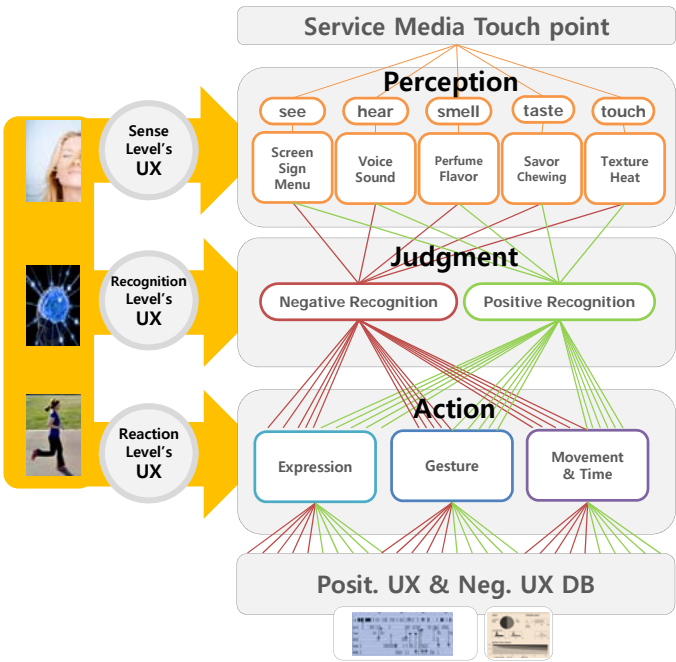 Service Media Touch point
Perception
see
hear
smell
taste
touch
Screen
Sign
Menu
Voice
Sound
Perfume
Flavor
Savor
Chewing
Texture
Heat
Sense
Level's
UX
Judgment
Recognition
Level's
UX
Negative Recognition
Positive Recognition
Action
Reaction
Level's
UX
Expression
Gesture
Movement
& Time
Posit. UX & Neg. UX DB